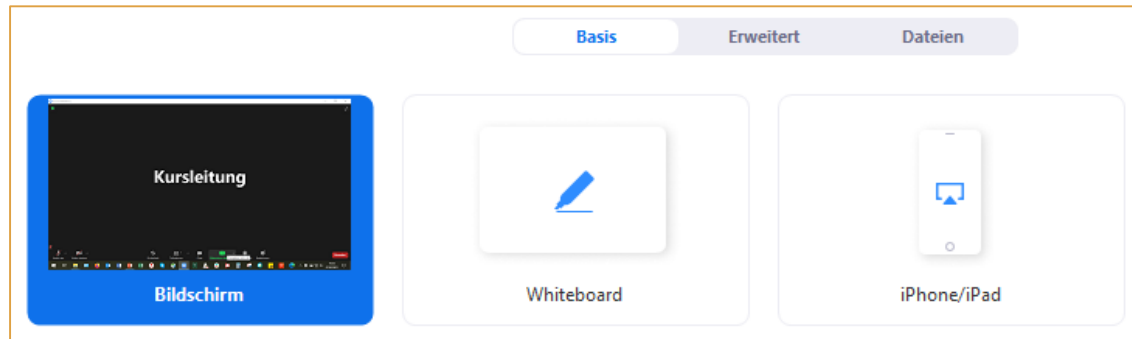 Basis Erweitert Dateien
Kursleitung
Bildschirm Whiteboard iPhone/iPad